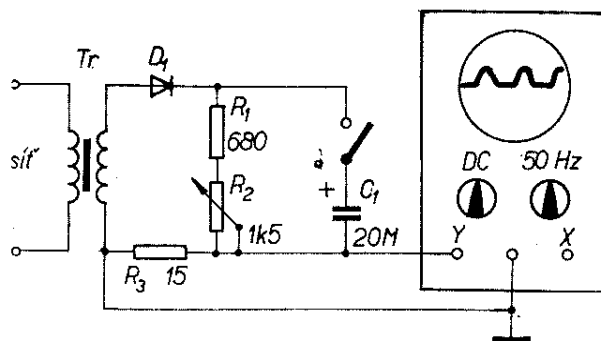 Tr
D1
R1
680
síť
R2
1k5
+
C1
20M
R3 15
DC 50 Hz
Y X